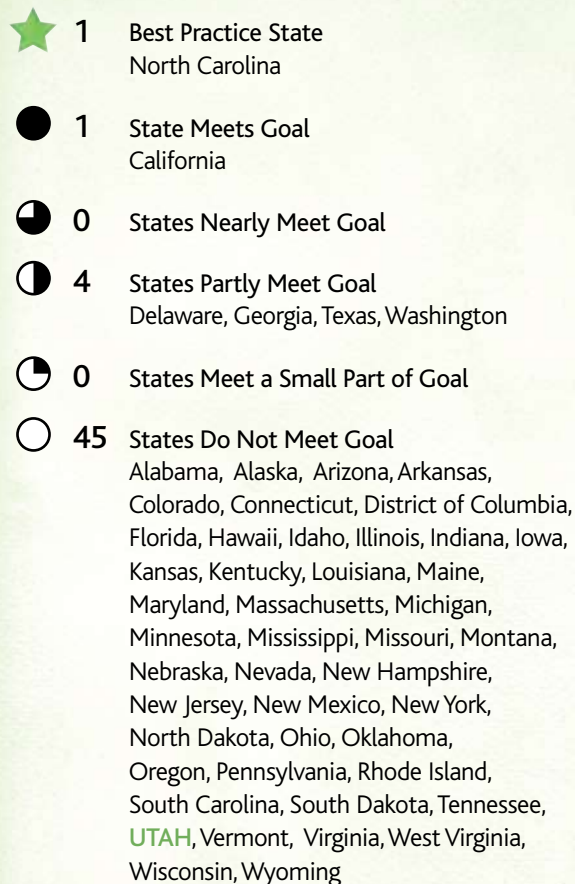 1 Best Practice State
North Carolina
1 State Meets Goal
California
0 States Nearly Meet Goal
4 States Partly Meet Goal
Delaware, Georgia, Texas, Washington
0 States Meet a Small Part of Goal
45 States Do Not Meet Goal
Alabama, Alaska, Arizona, Arkansas,
Colorado, Connecticut, District of Columbia,
Florida, Hawaii, Idaho, Illinois, Indiana, Iowa,
Kansas, Kentucky, Louisiana, Maine,
Maryland, Massachusetts, Michigan,
Minnesota, Mississippi, Missouri, Montana,
Nebraska, Nevada, New Hampshire,
New Jersey, New Mexico, New York,
North Dakota, Ohio, Oklahoma,
Oregon, Pennsylvania, Rhode Island,
South Carolina, South Dakota, Tennessee,
UTAH, Vermont, Virginia, West Virginia,
Wisconsin, Wyoming